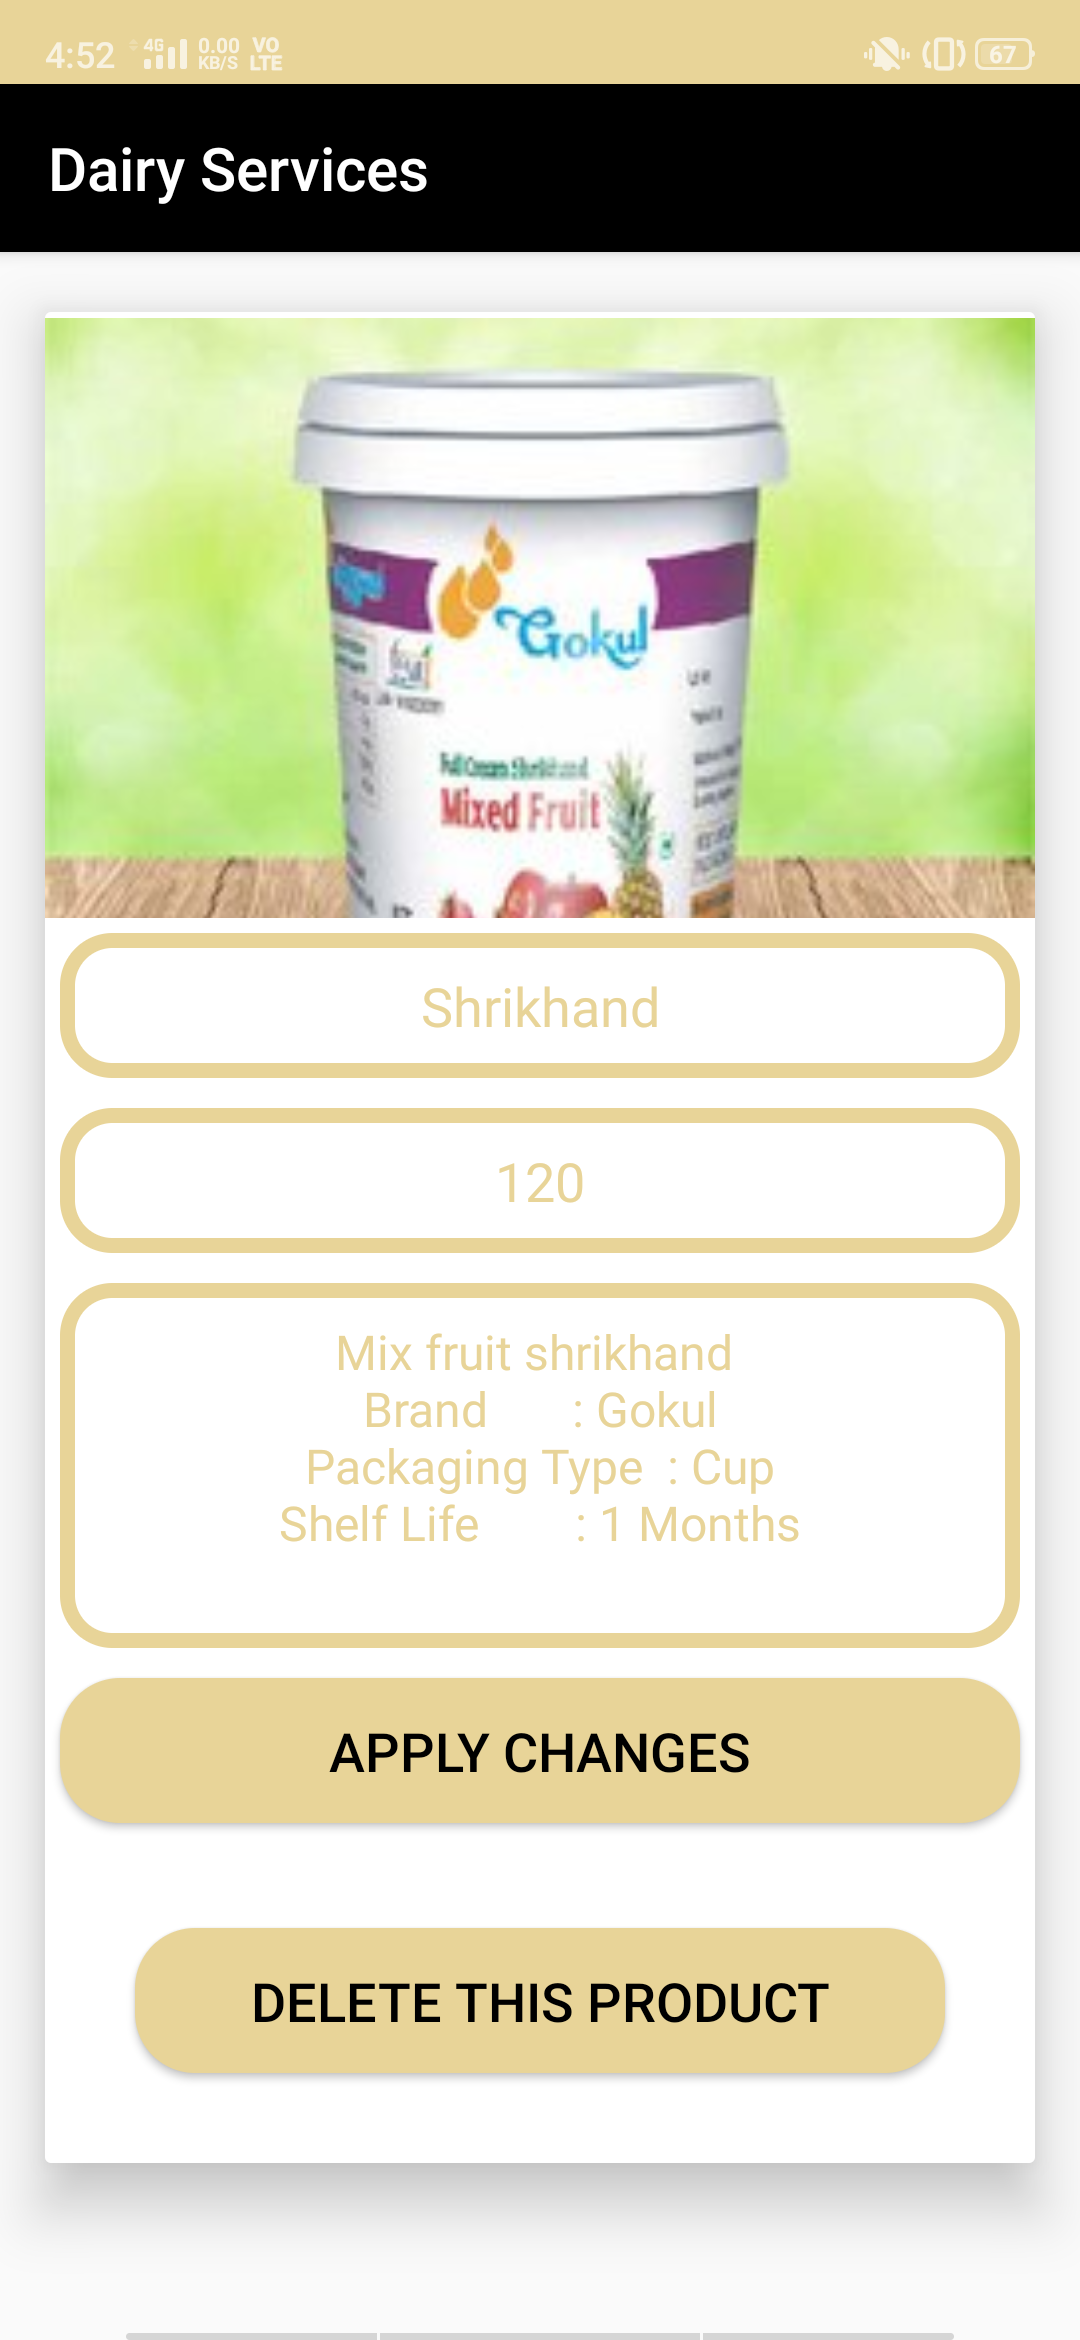 4:52 4G 0.00 KB/S VO LTE 67
Dairy Services
Gokul
Full Cream Shrikhand
Mixed Fruit
Shrikhand
120
Mix fruit shrikhand
Brand : Gokul
Packaging Type : Cup
Shelf Life : 1 Months
APPLY CHANGES
DELETE THIS PRODUCT